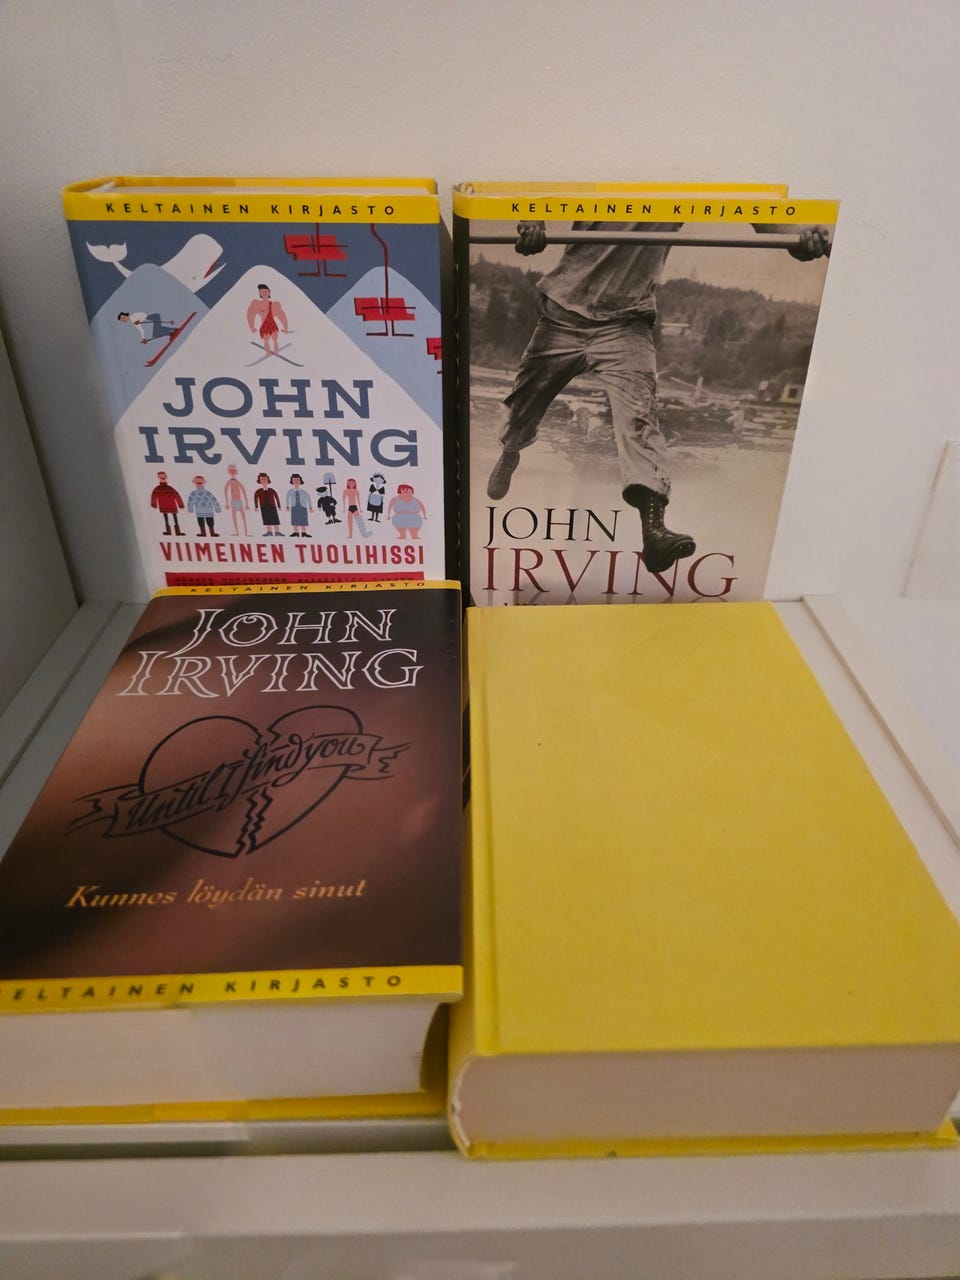 KELTAINEN KIRJASTO
JOHN
IRVING
VIIMEINEN TUOLIHISSI
KELTAINEN KIRJASTO
JOHN
IRVING
KELTAINEN KIRJASTO
JOHN
IRVING
Until I find you
Kunnes löydän sinut
KELTAINEN KIRJASTO